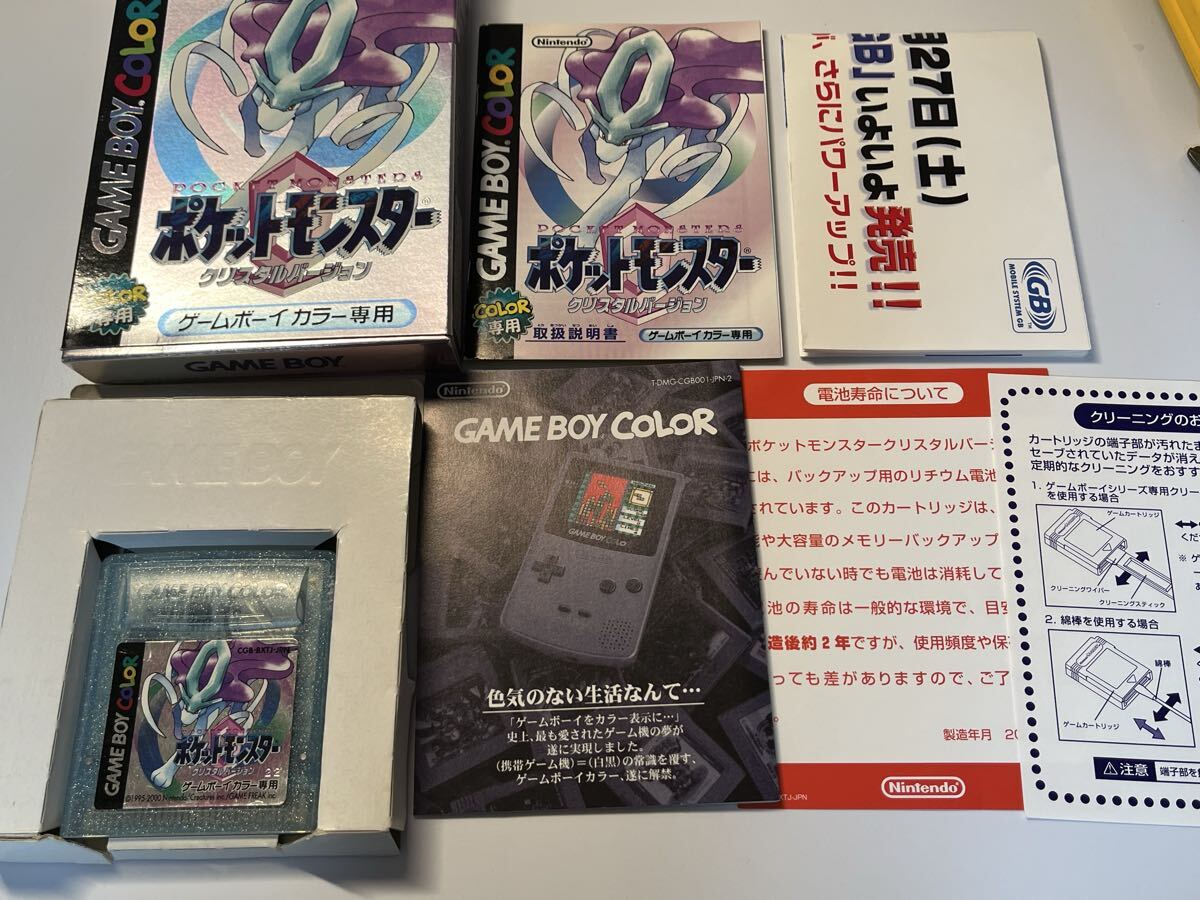 GAME BOY. COLOR
POCKET MONSTERS
ポケットモンスター
クリスタルバージョン
COLOR
専用
ゲームボーイカラー専用
GAME BOY
Nintendo
GAME BOY. COLOR
POCKET MONSTERS
ポケットモンスター
クリスタルバージョン
COLOR
専用
取扱説明書
ゲームボーイカラー専用
月27日(土)
GB」いよいよ発売!!
が、さらにパワーアップ!!
GB
MOBILE SYSTEM GB
GAME BOY
GAME BOY COLOR
CGB-BXTJ-JPN
GAME BOY. COLOR
ポケットモンスター
クリスタルバージョン
22
ゲームボーイカラー専用
©1995 2000 Nintendo/Creatures inc./GAME FREAK inc.
Nintendo
T-DMG-CGB001-JPN-2
GAME BOY COLOR
GAME BOY COLOR
色気のない生活なんて…
「ゲームボーイをカラー表示に…」
史上、最も愛されたゲーム機の夢が
遂に実現しました。
(携帯ゲーム機)=(白黒)の常識を覆す、
ゲームボーイカラー、遂に解禁。
電池寿命について
ポケットモンスタークリスタルバー
には、バックアップ用のリチウム電池
されています。このカートリッジは、
や大容量のメモリーバックアップ
んでいない時でも電池は消耗して
池の寿命は一般的な環境で、目安
造後約2年ですが、使用頻度や保
っても差がありますので、ご了
。
製造年月 20
Nintendo
XTJ-JPN
クリーニングのお
カートリッジの端子部が汚れたま
セーブされていたデータが消え
定期的なクリーニングをおすす
1. ゲームボーイシリーズ専用クリー
を使用する場合
ゲームカートリッジ
くだ
※ ゲ
クリーニングワイパー
クリーニングスティック
2. 綿棒を使用する場合
綿棒
ゲームカートリッジ
⚠注意
端子部を